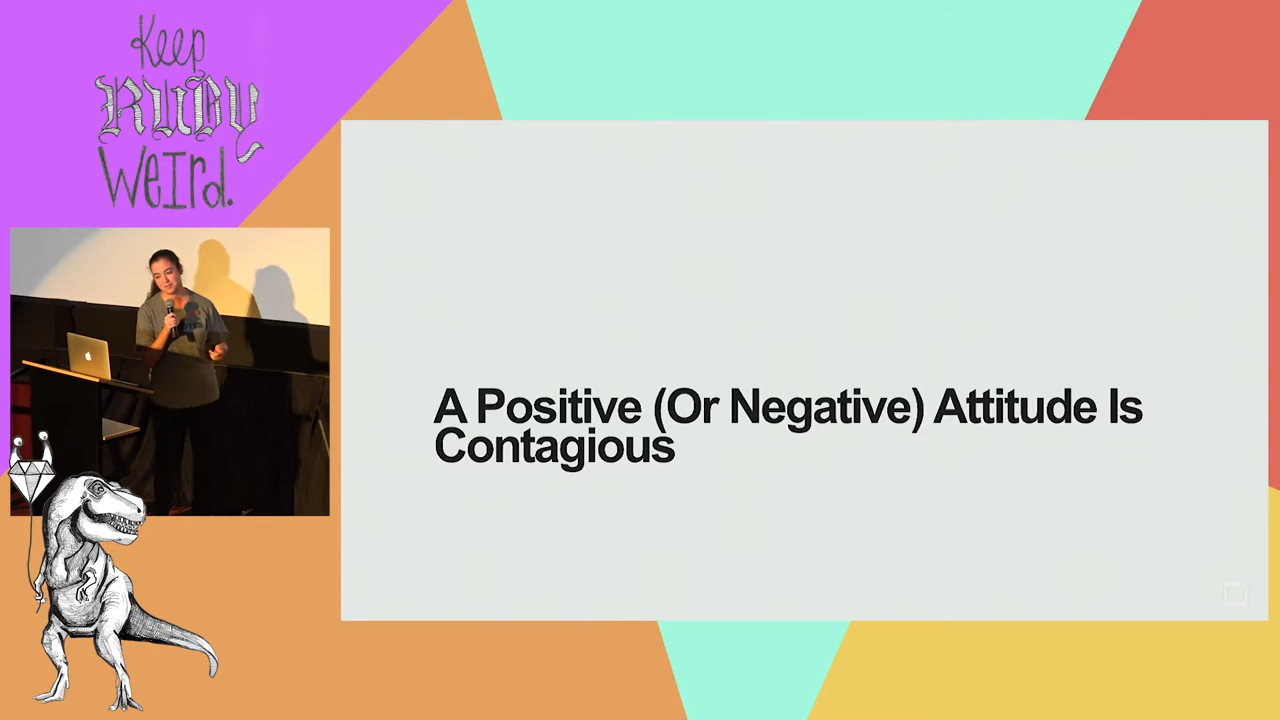 Keep
RUBY
WeIrd.
A Positive (Or Negative) Attitude Is
Contagious